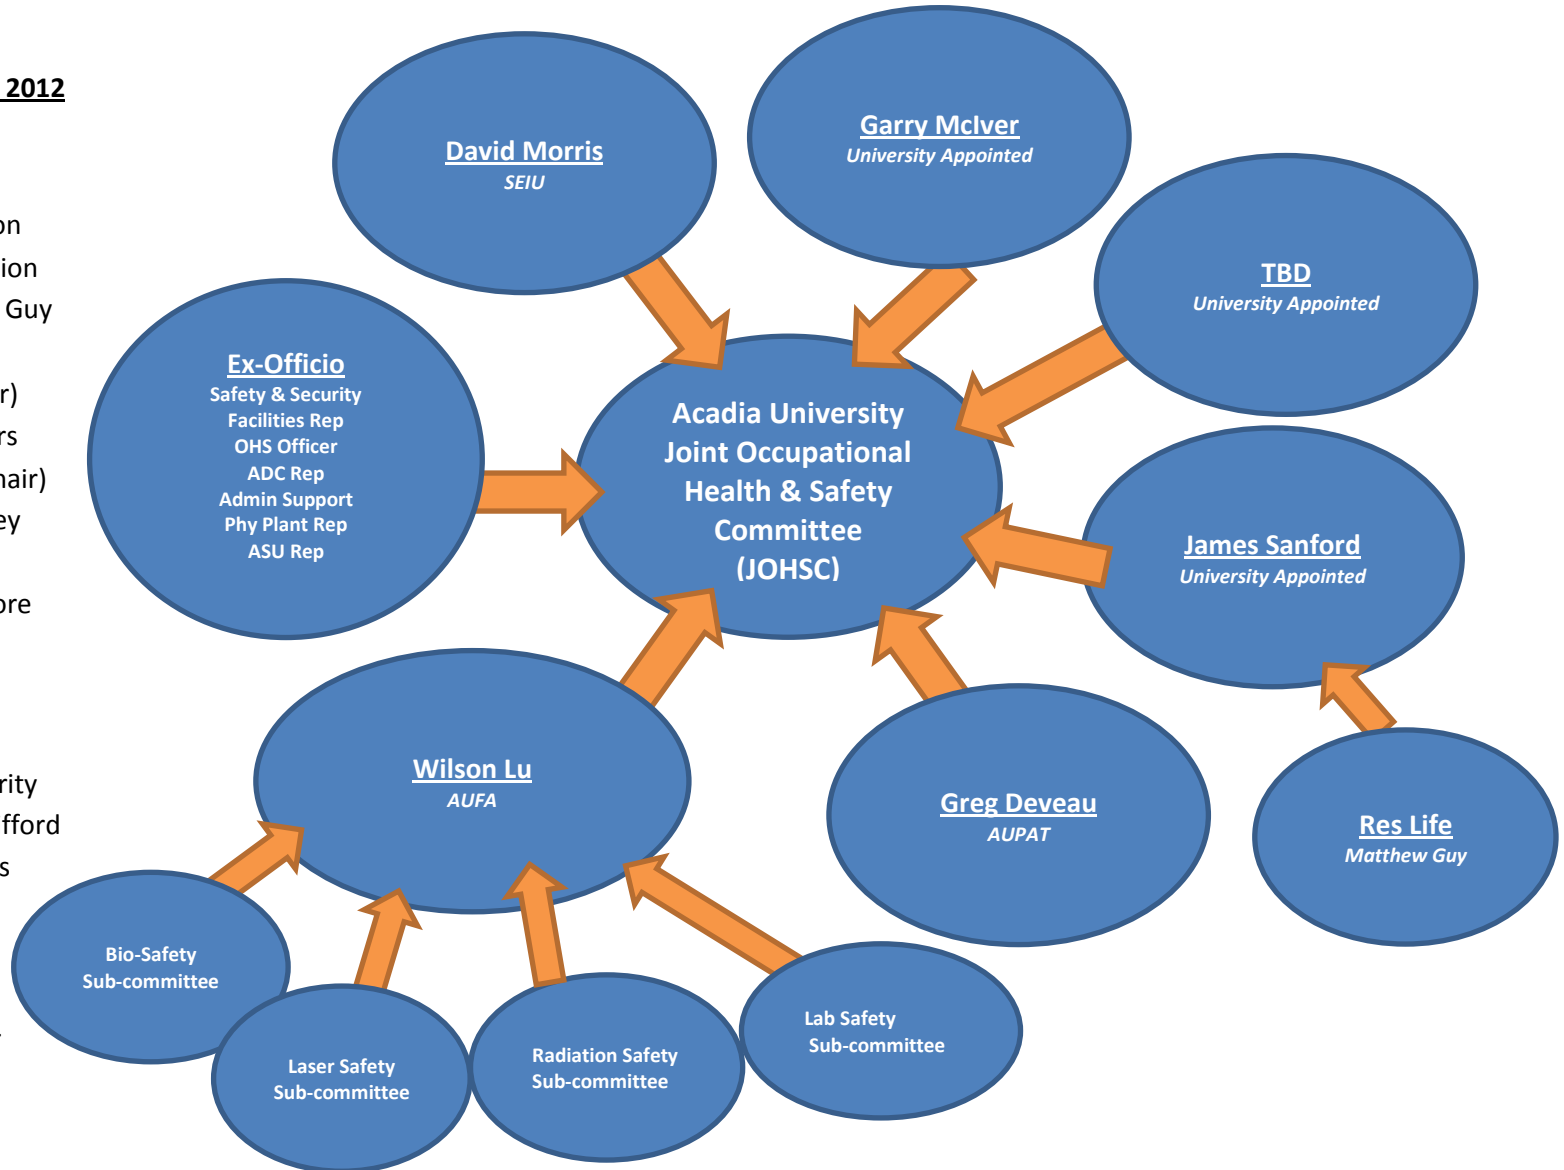 2012
on
ion
Guy
r)
rs
air)
ey
ore
rity
fford
s
David Morris
SEIU
Garry McIver
University Appointed
TBD
University Appointed
Ex-Officio
Safety & Security
Facilities Rep
OHS Officer
ADC Rep
Admin Support
Phy Plant Rep
ASU Rep
Acadia University
Joint Occupational
Health & Safety
Committee
(JOHSC)
James Sanford
University Appointed
Wilson Lu
AUFA
Greg Deveau
AUPAT
Res Life
Matthew Guy
Bio-Safety
Sub-committee
Laser Safety
Sub-committee
Radiation Safety
Sub-committee
Lab Safety
Sub-committee